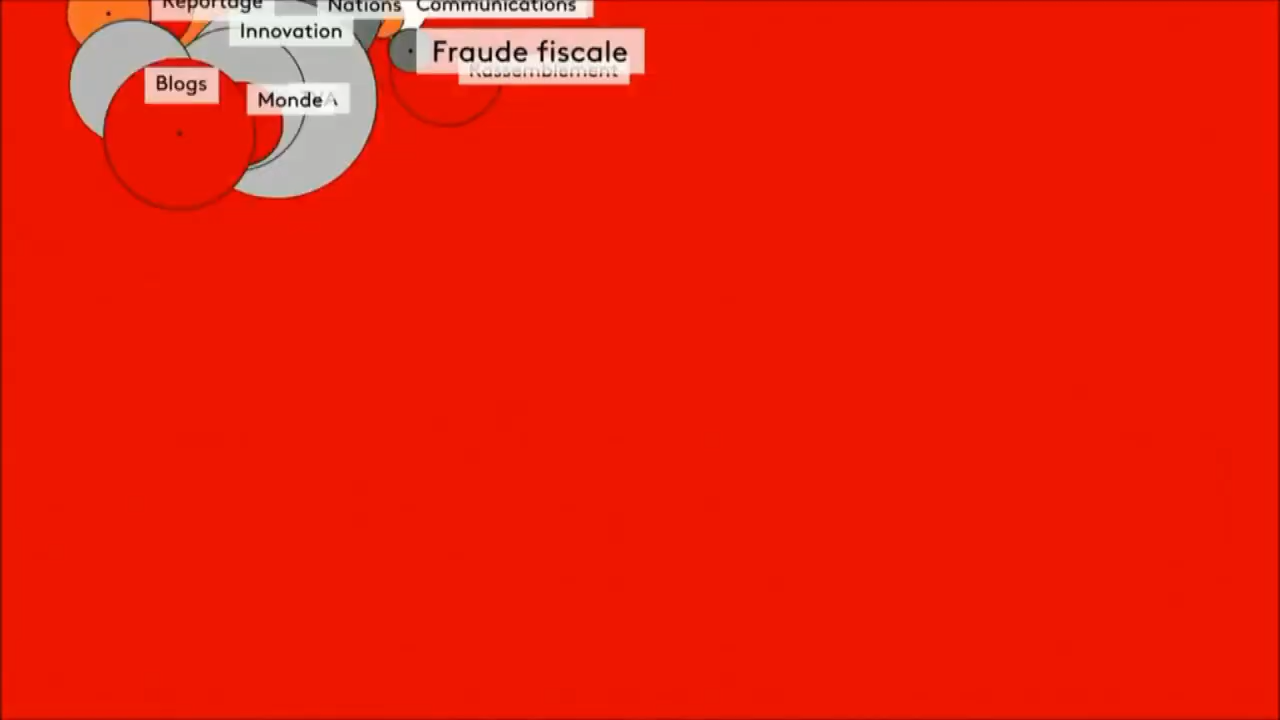 Reportage
Nations
Communications
Innovation
Fraude fiscale
Rassemblement
Blogs
Monde